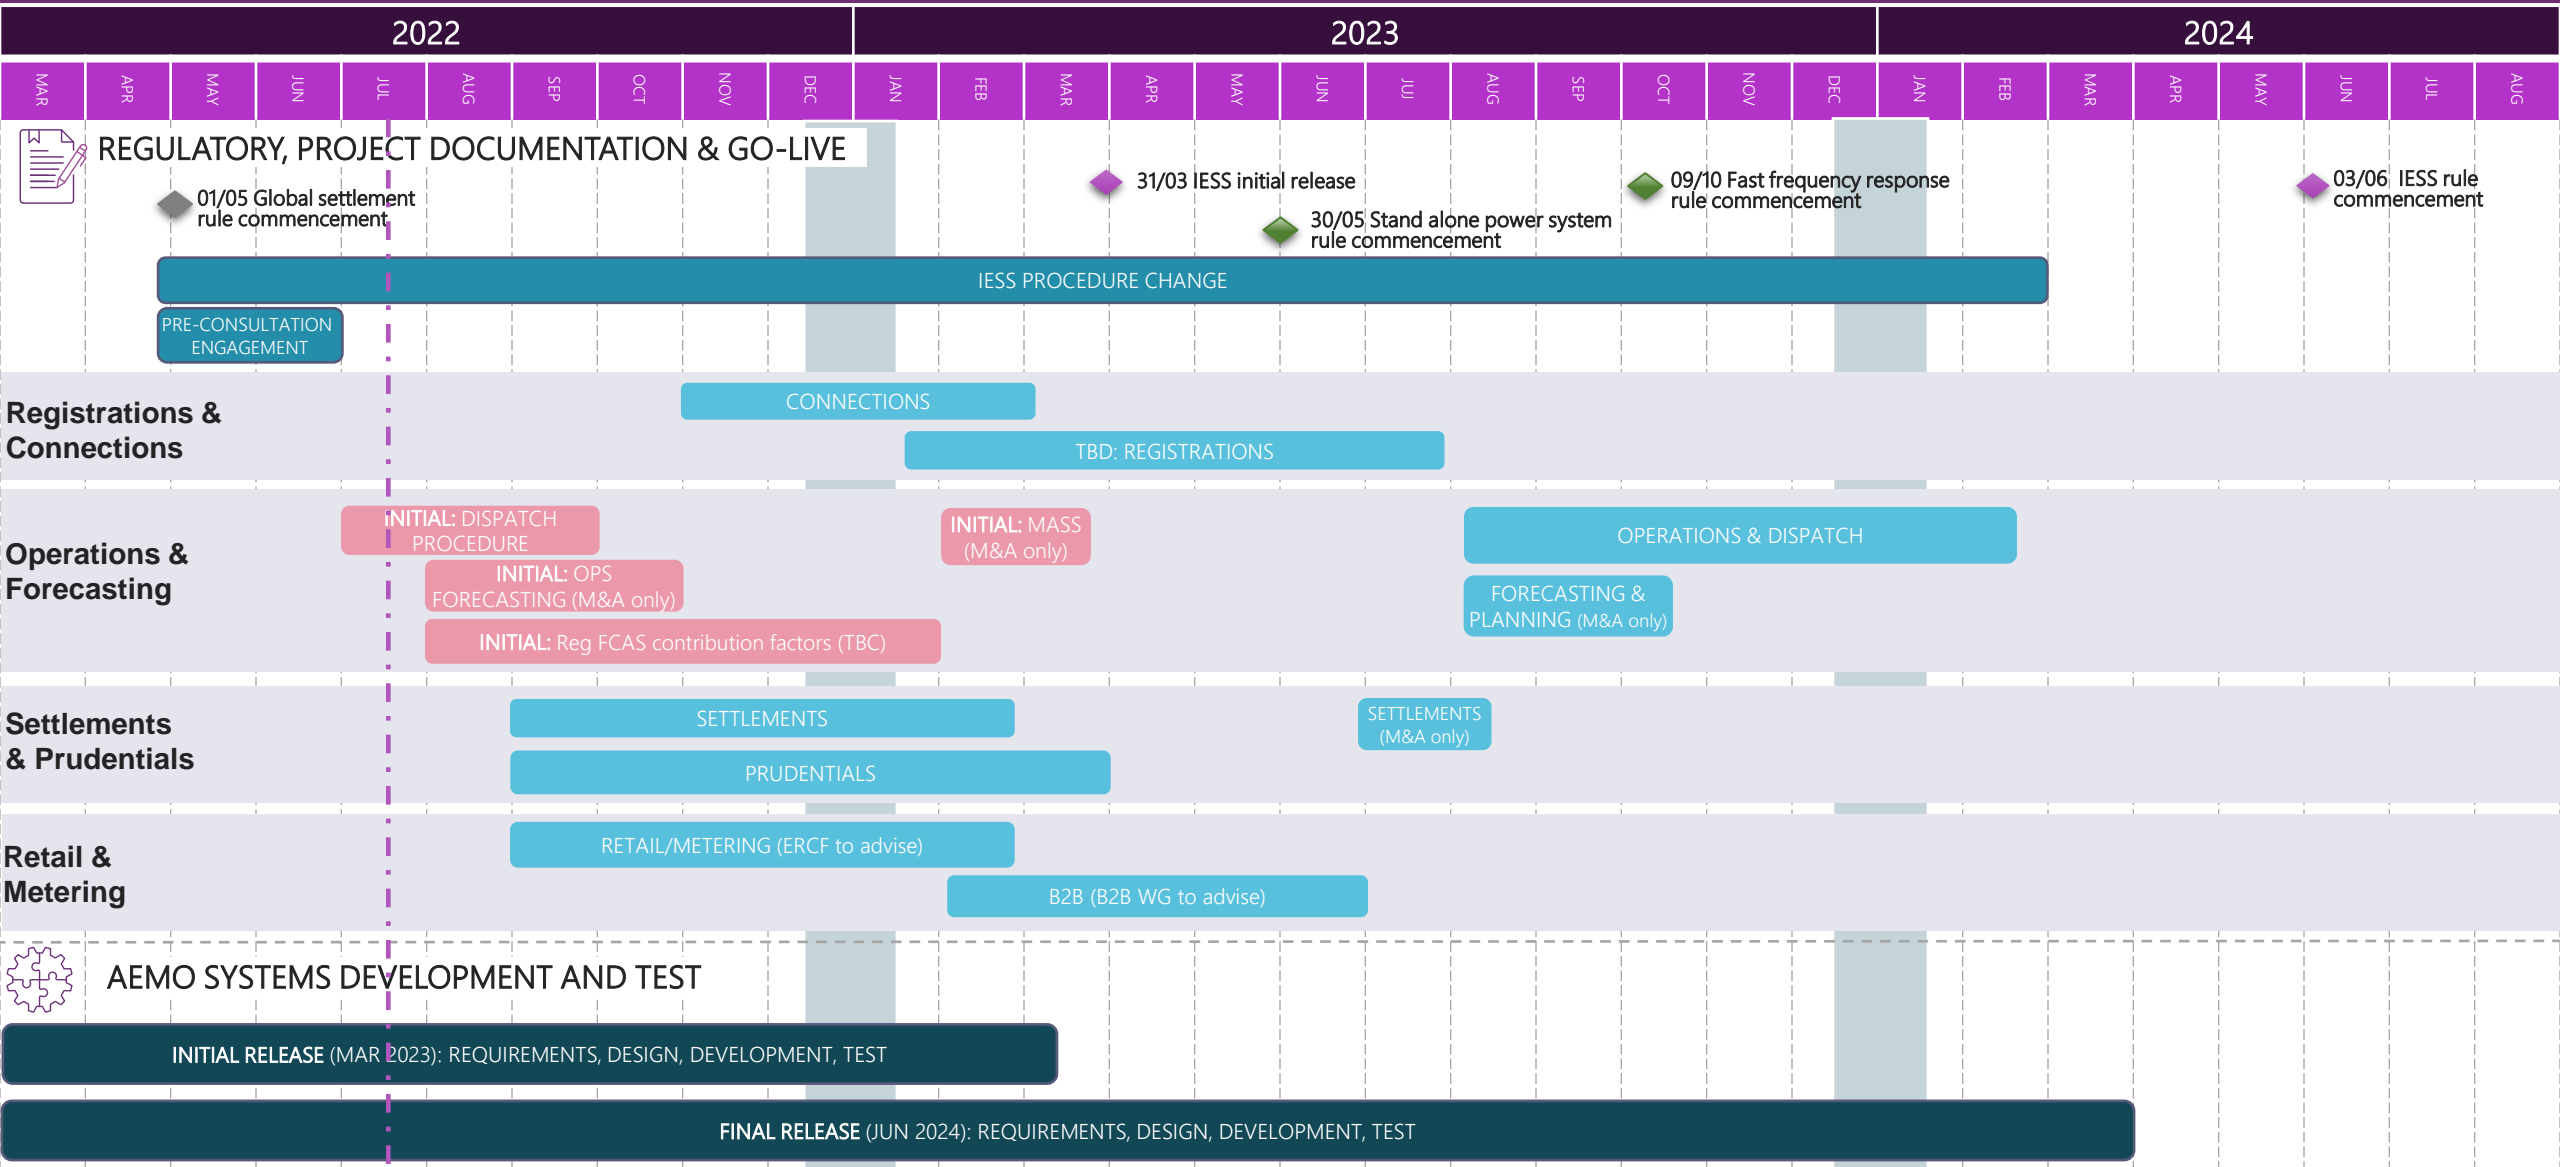 2022
2023
2024
MAR
APR
MAY
JUN
JUL
AUG
SEP
OCT
NOV
DEC
JAN
FEB
MAR
APR
MAY
JUN
JUJ
AUG
SEP
OCT
NOV
DEC
JAN
FEB
MAR
APR
MAY
JUN
JUL
AUG
REGULATORY, PROJECT DOCUMENTATION & GO-LIVE
01/05 Global settlement
rule commencement
31/03 IESS initial release
30/05 Stand alone power system
rule commencement
09/10 Fast frequency response
rule commencement
03/06 IESS rule
commencement
IESS PROCEDURE CHANGE
PRE-CONSULTATION
ENGAGEMENT
Registrations &
Connections
CONNECTIONS
TBD: REGISTRATIONS
Operations &
Forecasting
INITIAL: DISPATCH
PROCEDURE
INITIAL: OPS
FORECASTING (M&A only)
INITIAL: Reg FCAS contribution factors (TBC)
INITIAL: MASS
(M&A only)
OPERATIONS & DISPATCH
FORECASTING &
PLANNING (M&A only)
Settlements
& Prudentials
SETTLEMENTS
PRUDENTIALS
SETTLEMENTS
(M&A only)
Retail &
Metering
RETAIL/METERING (ERCF to advise)
B2B (B2B WG to advise)
AEMO SYSTEMS DEVELOPMENT AND TEST
INITIAL RELEASE (MAR 2023): REQUIREMENTS, DESIGN, DEVELOPMENT, TEST
FINAL RELEASE (JUN 2024): REQUIREMENTS, DESIGN, DEVELOPMENT, TEST